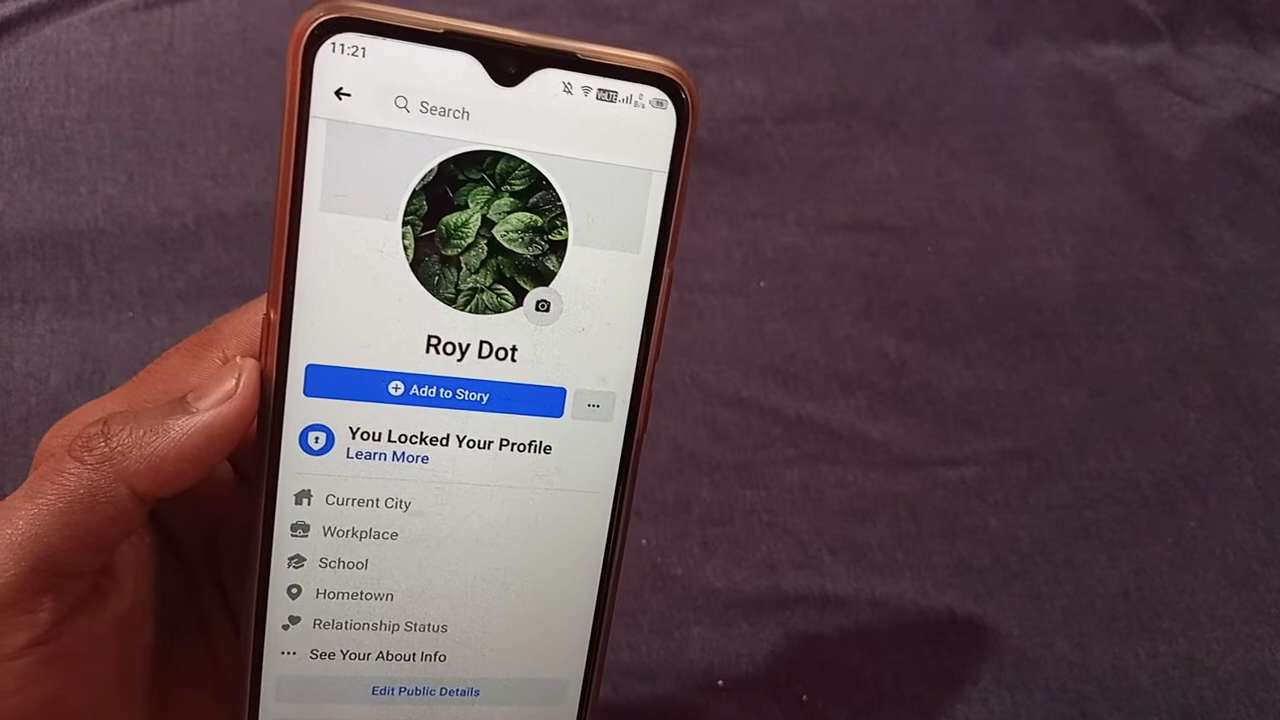 11:21
VoLTE
Search
Roy Dot
Add to Story
You Locked Your Profile
Learn More
Current City
Workplace
School
Hometown
Relationship Status
See Your About Info
Edit Public Details